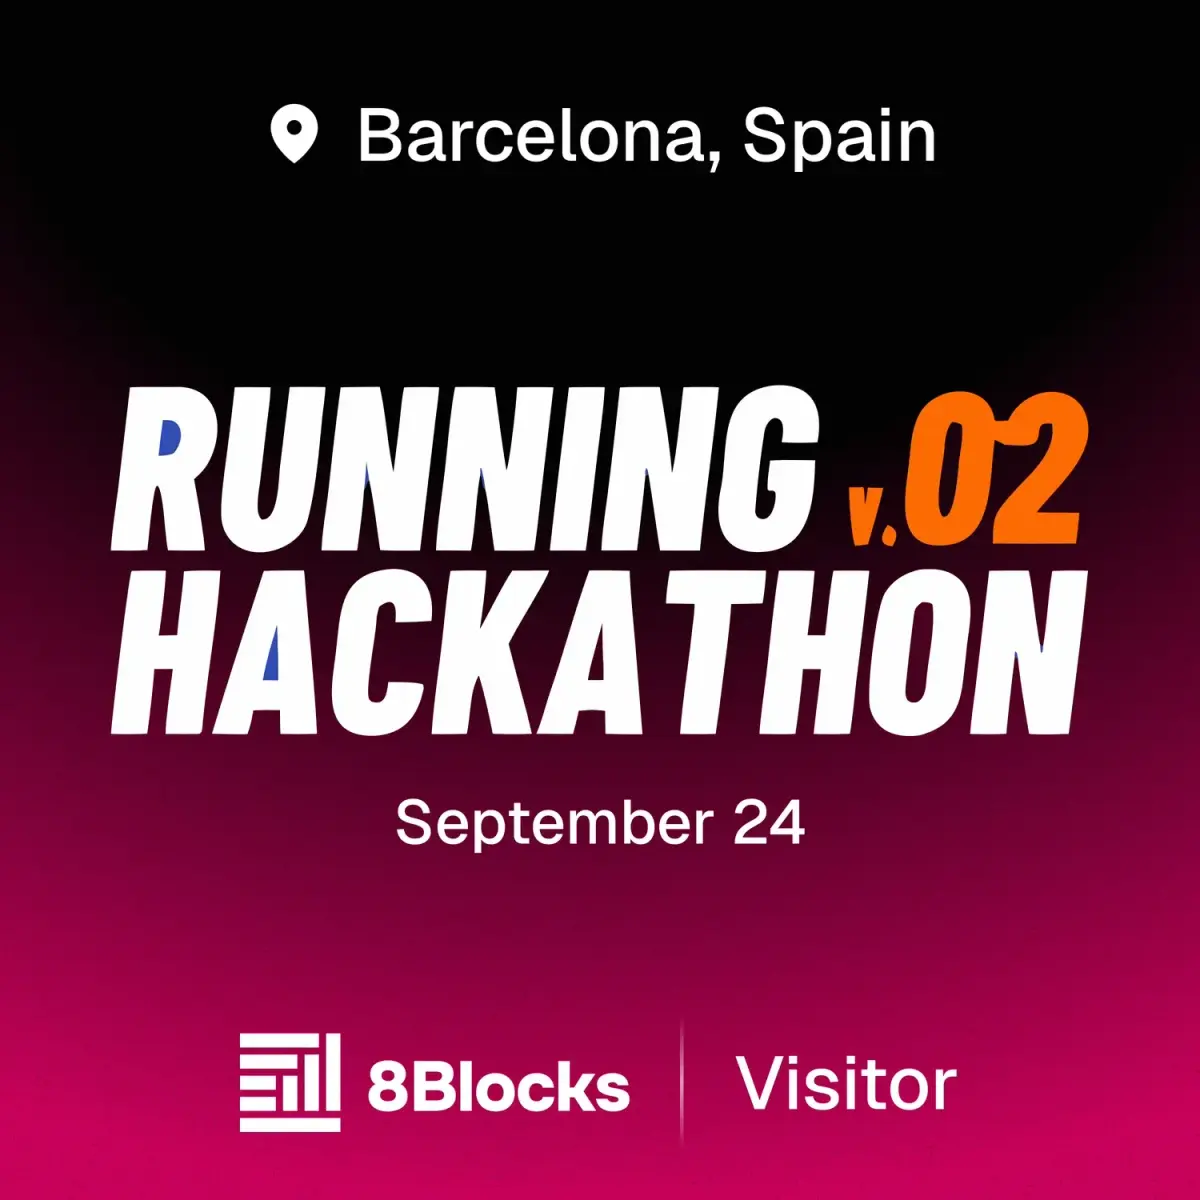 Barcelona, Spain
RUNNING v.02
HACKATHON
September 24
8Blocks Visitor